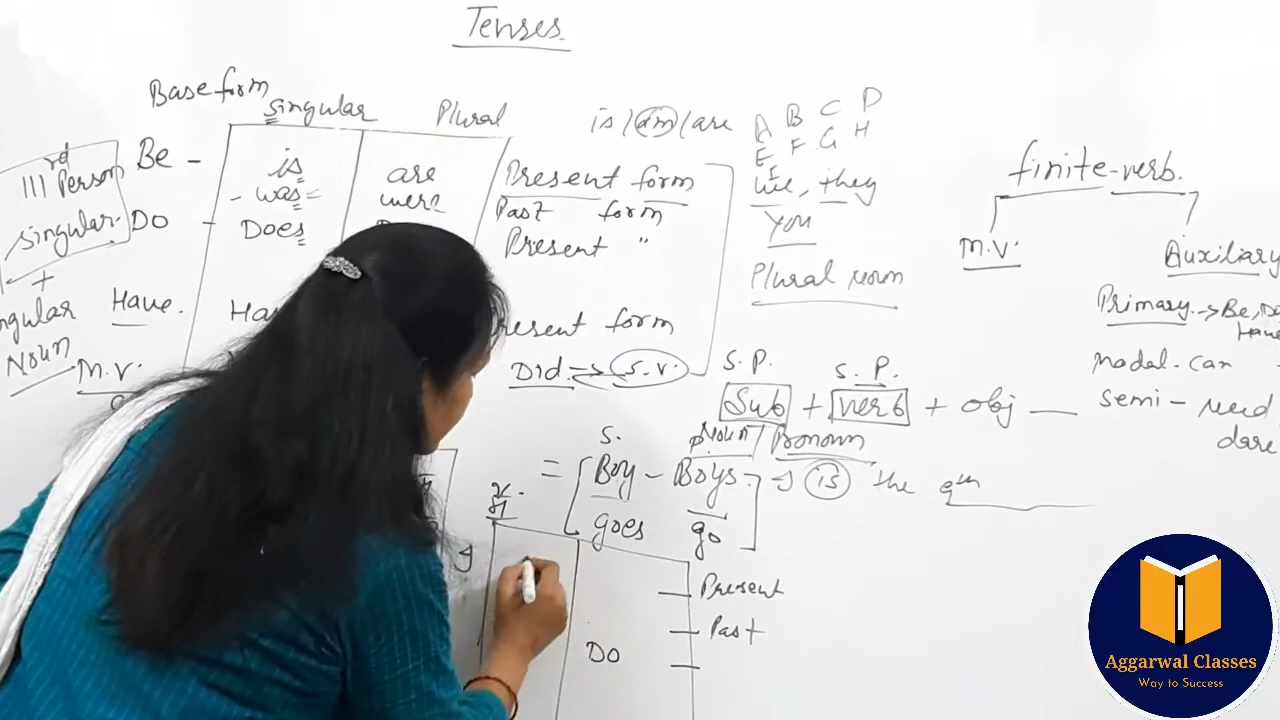 Tenses
Base form
Singular
Plural
is / am / are
A B C D
E F G H
I
we, they
You
Plural noun
III rd Person
Singular
+
Noun
Be -
is
are
Present form
- was =
were
Past form
Do -
Does
Present "
Have.
Present form
M.V.
Did. → S.V.
finite-verb.
M.V.
Auxiliary
Primary → Be, Do
Have
Modal - can
Semi - need
dare
S.P.
S.P.
Sub + verb + obj
Noun / Pronoun
S.
= Boy - Boys.
is the 9th
goes go
Present
Past
Do
Aggarwal Classes
Way to Success